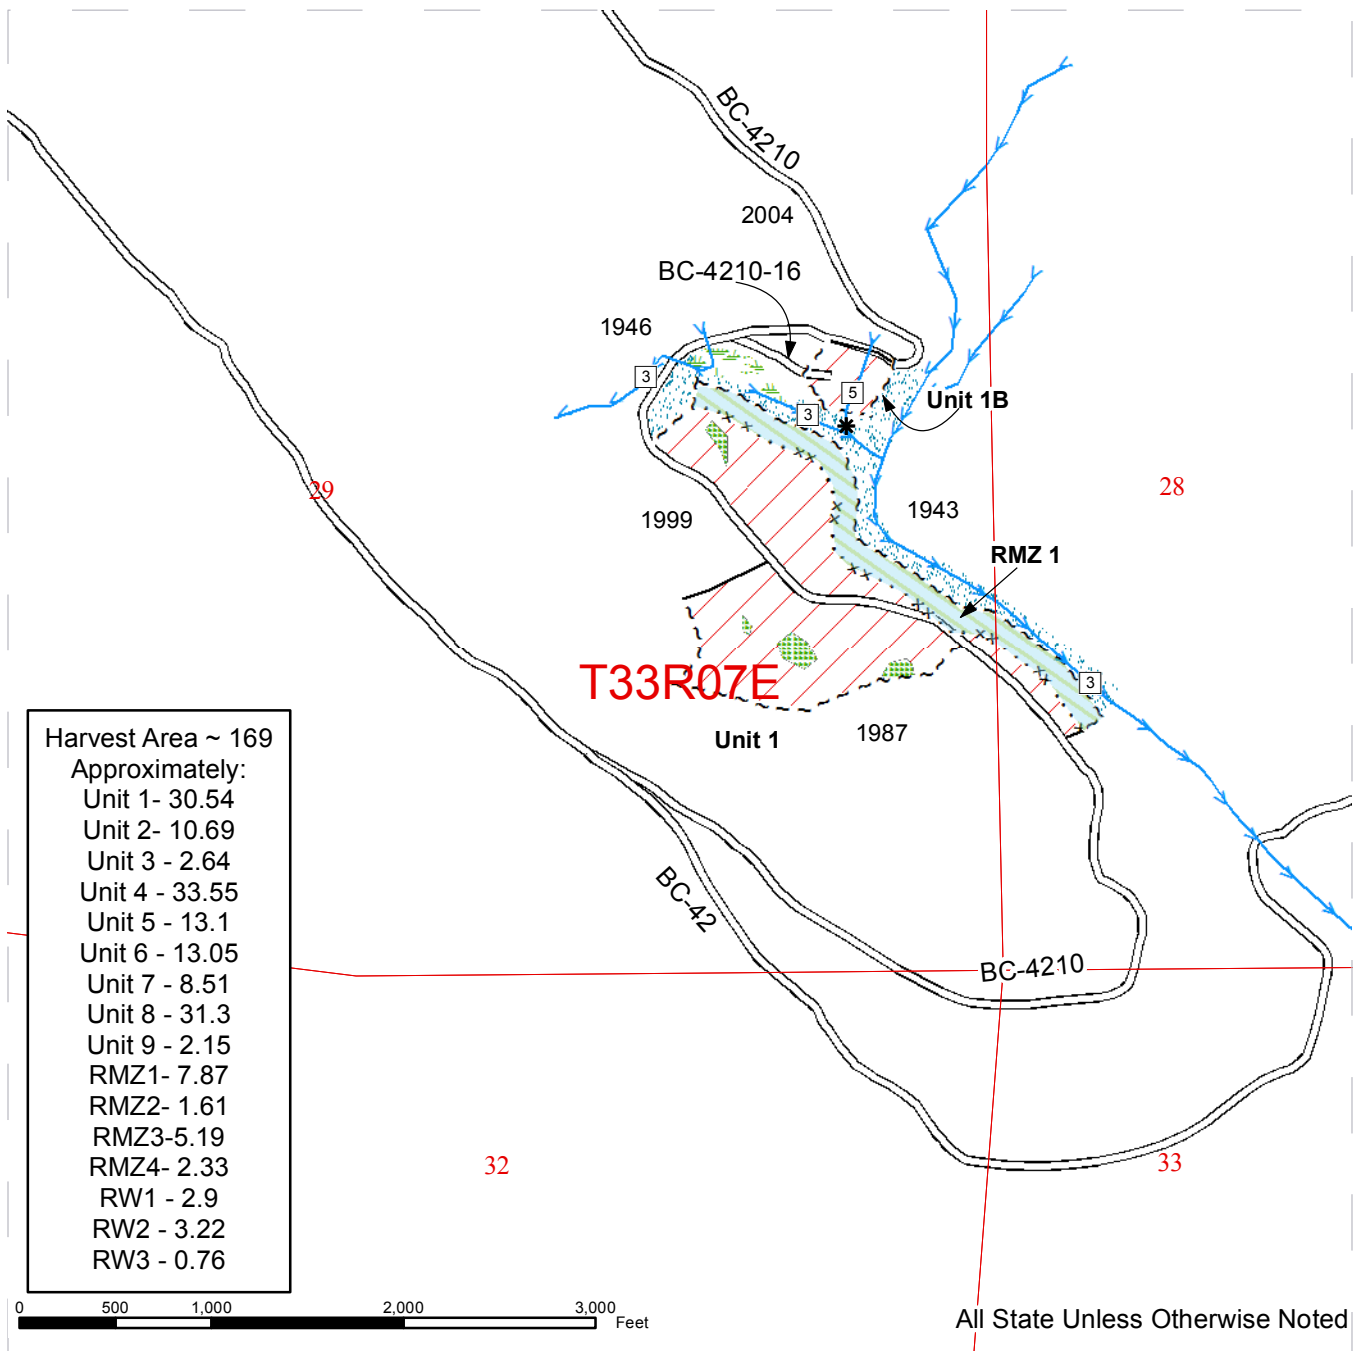 BC-4210
2004
BC-4210-16
1946
3
5
3
Unit 1B
29
28
1943
1999
RMZ 1
T33R07E
3
Unit 1
1987
Harvest Area ~ 169
Approximately:
Unit 1- 30.54
Unit 2- 10.69
Unit 3 - 2.64
Unit 4 - 33.55
Unit 5 - 13.1
Unit 6 - 13.05
Unit 7 - 8.51
Unit 8 - 31.3
Unit 9 - 2.15
RMZ1- 7.87
RMZ2- 1.61
RMZ3-5.19
RMZ4- 2.33
RW1 - 2.9
RW2 - 3.22
RW3 - 0.76
BC-42
BC-4210
32
33
0 500 1,000 2,000 3,000
Feet
All State Unless Otherwise Noted